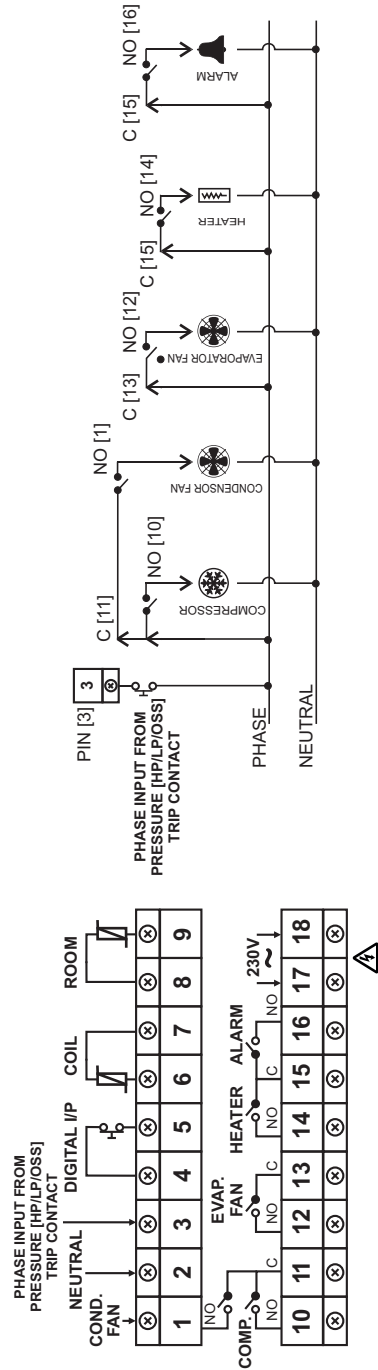 PHASE INPUT FROM
PRESSURE [HP/LP/OSS]
TRIP CONTACT
NEUTRAL
COND.
FAN
DIGITAL I/P
COIL
ROOM
1 2 3 4 5 6 7 8 9
NO
COMP.
NO
C
EVAP.
FAN
NO
C
HEATER
NO
C
ALARM
NO
230V
~
10 11 12 13 14 15 16 17 18
PIN [3]
3
PHASE INPUT FROM
PRESSURE [HP/LP/OSS]
TRIP CONTACT
C [11]
NO [1]
NO [10]
COMPRESSOR
CONDENSOR FAN
C [13]
NO [12]
EVAPORATOR FAN
C [15]
NO [14]
HEATER
C [15]
NO [16]
ALARM
PHASE
NEUTRAL